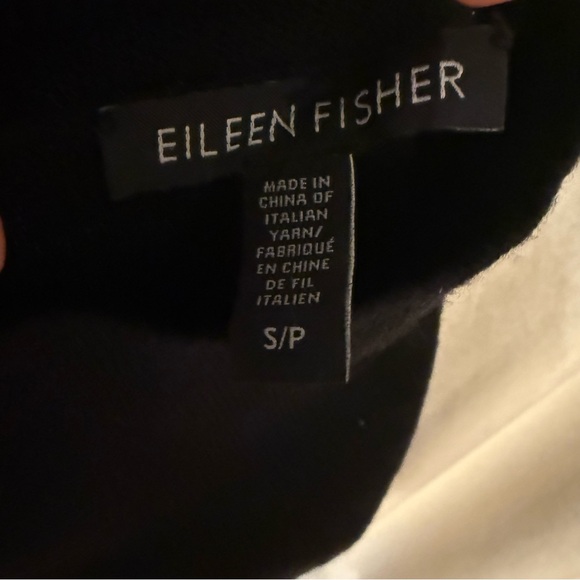 EILEEN FISHER
MADE IN
CHINA OF
ITALIAN
YARN/
FABRIQUÉ
EN CHINE
DE FIL
ITALIEN
S/P